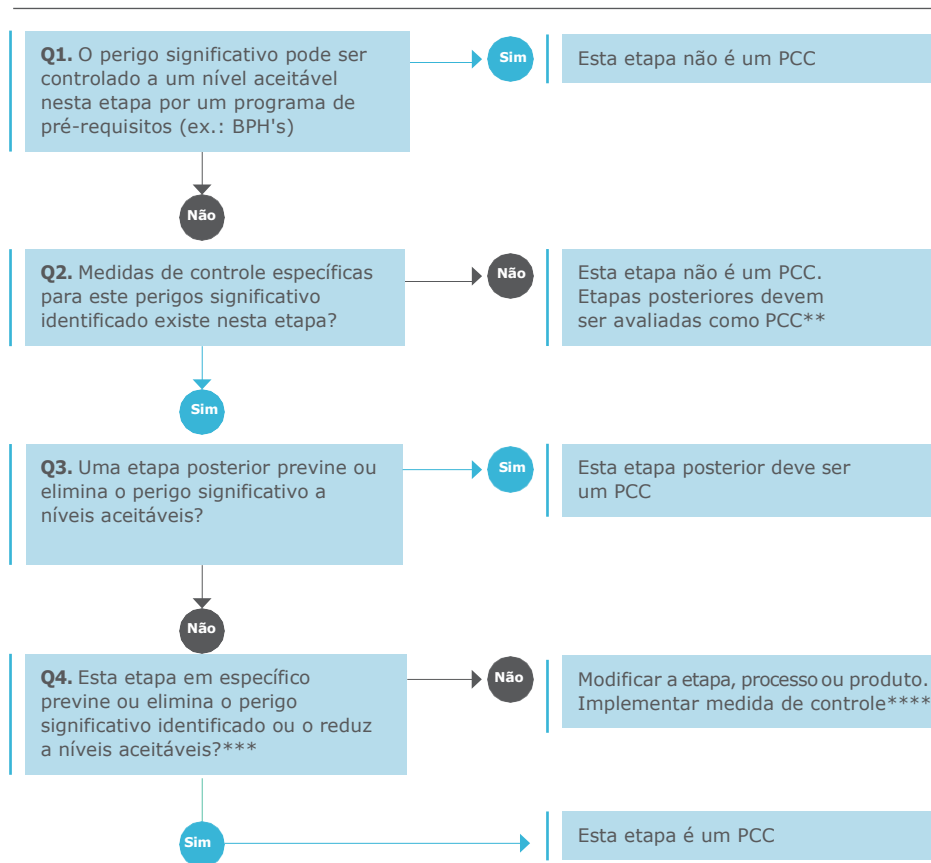 Q1. O perigo significativo pode ser
controlado a um nível aceitável
nesta etapa por um programa de
pré-requisitos (ex.: BPH's)
Sim
Esta etapa não é um PCC
Não
Q2. Medidas de controle específicas
para este perigos significativo
identificado existe nesta etapa?
Não
Esta etapa não é um PCC.
Etapas posteriores devem
ser avaliadas como PCC**
Sim
Q3. Uma etapa posterior previne ou
elimina o perigo significativo a
níveis aceitáveis?
Sim
Esta etapa posterior deve ser
um PCC
Não
Q4. Esta etapa em específico
previne ou elimina o perigo
significativo identificado ou o reduz
a níveis aceitáveis?***
Não
Modificar a etapa, processo ou produto.
Implementar medida de controle****
Sim
Esta etapa é um PCC